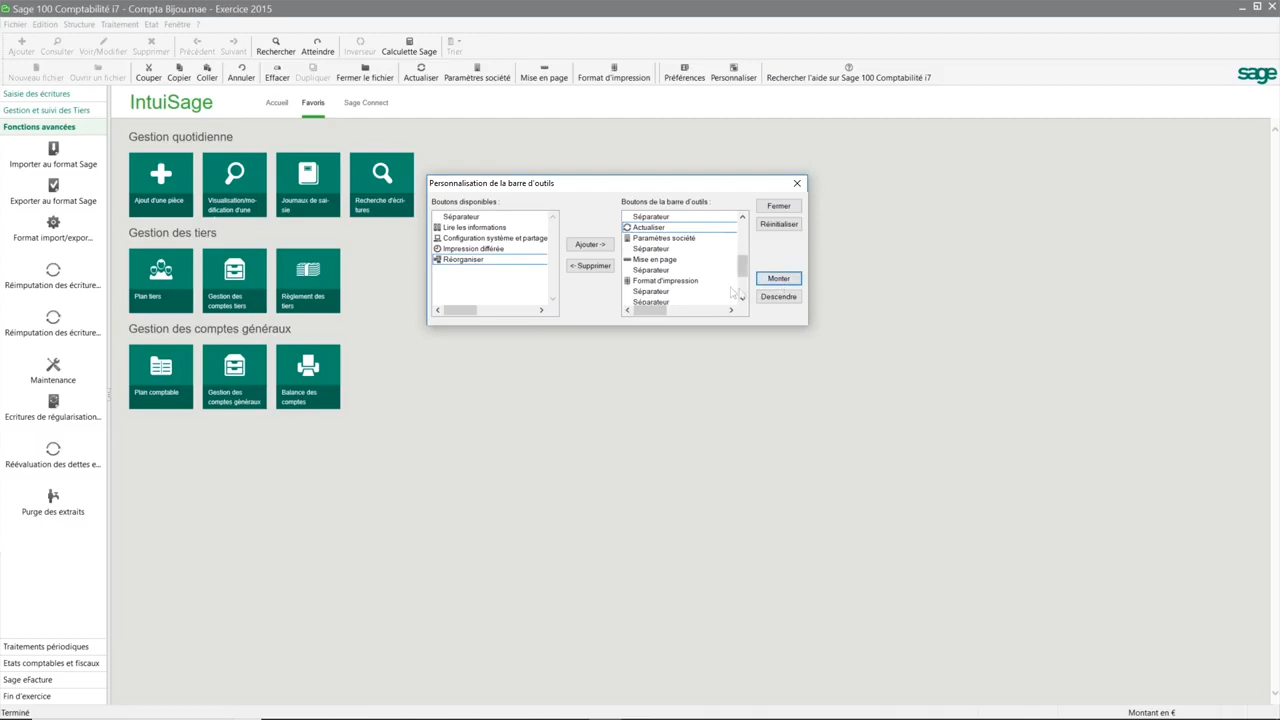 Sage 100 Comptabilité i7 - Compta Bijou.mae - Exercice 2015
Fichier Edition Structure Traitement Etat Fenêtre ?
Ajouter Consulter Voir/Modifier Supprimer Précédent Suivant Rechercher Atteindre Inverseur Calculette Sage Trier
Nouveau fichier Ouvrir un fichier Couper Copier Coller Annuler Effacer Dupliquer Fermer le fichier Actualiser Paramètres société Mise en page Format d'impression Préférences Personnaliser Rechercher l'aide sur Sage 100 Comptabilité i7
sage
Saisie des écritures
Gestion et suivi des Tiers
Fonctions avancées
Importer au format Sage
Exporter au format Sage
Format import/expor...
Réimputation des écriture...
Réimputation des écriture...
Maintenance
Ecritures de régularisation...
Réévaluation des dettes e...
Purge des extraits
Traitements périodiques
Etats comptables et fiscaux
Sage eFacture
Fin d'exercice
Terminé
IntuiSage Accueil Favoris Sage Connect
Gestion quotidienne
Ajout d'une pièce
Visualisation/mo-
dification d'une
Journaux de sai-
sie
Recherche d'écri-
tures
Gestion des tiers
Plan tiers
Gestion des
comptes tiers
Règlement des
tiers
Gestion des comptes généraux
Plan comptable
Gestion des
comptes généraux
Balance des
comptes
Personnalisation de la barre d'outils
Boutons disponibles :
Séparateur
Lire les informations
Configuration système et partage
Impression différée
Réorganiser
Ajouter ->
<- Supprimer
Boutons de la barre d'outils :
Séparateur
Actualiser
Paramètres société
Séparateur
Mise en page
Séparateur
Format d'impression
Séparateur
Séparateur
Fermer
Réinitialiser
Monter
Descendre
Montant en €